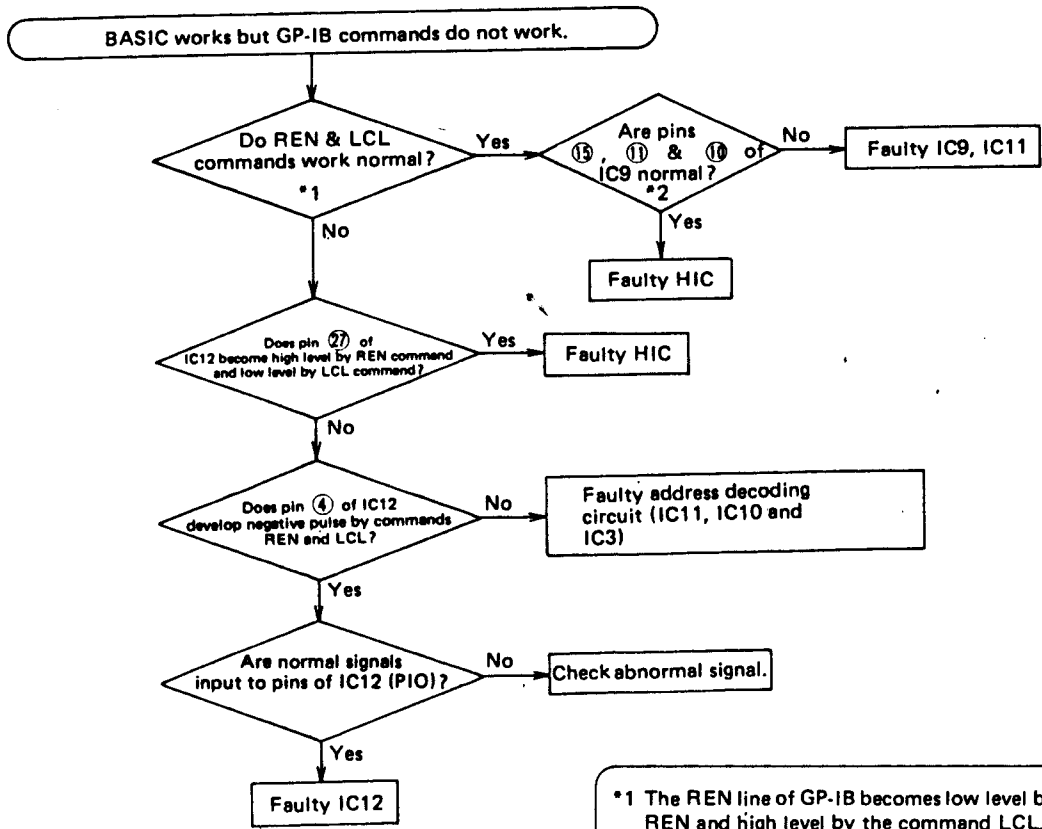 BASIC works but GP-IB commands do not work.
Do REN & LCL
commands work normal?
*1
Yes
No
Are pins
⑮, ⑪ & ⑩ of
IC9 normal?
*2
No
Faulty IC9, IC11
Yes
Faulty HIC
Does pin ㉗ of
IC12 become high level by REN command
and low level by LCL command?
Yes
Faulty HIC
No
Does pin ④ of IC12
develop negative pulse by commands
REN and LCL?
No
Faulty address decoding
circuit (IC11, IC10 and
IC3)
Yes
Are normal signals
input to pins of IC12 (PIO)?
No
Check abnormal signal.
Yes
Faulty IC12
*1 The REN line of GP-IB becomes low level b
REN and high level by the command LCL.